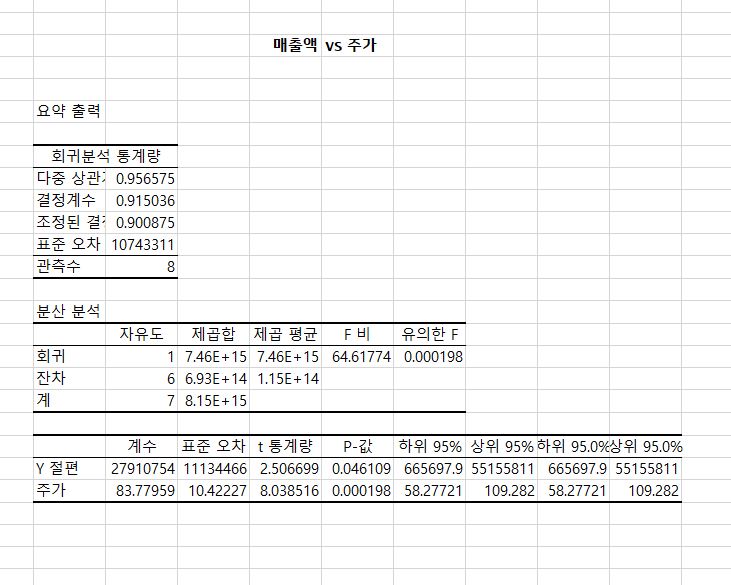 매출액 vs 주가
요약 출력
회귀분석 통계량
다중 상관 0.956575
결정계수 0.915036
조정된 결 0.900875
표준 오차 10743311
관측수 8
분산 분석
자유도 제곱합 제곱 평균 F 비 유의한 F
회귀 1 7.46E+15 7.46E+15 64.61774 0.000198
잔차 6 6.93E+14 1.15E+14
계 7 8.15E+15
계수 표준 오차 t 통계량 P-값 하위 95% 상위 95% 하위 95.0% 상위 95.0%
Y 절편 27910754 11134466 2.506699 0.046109 665697.9 55155811 665697.9 55155811
주가 83.77959 10.42227 8.038516 0.000198 58.27721 109.282 58.27721 109.282